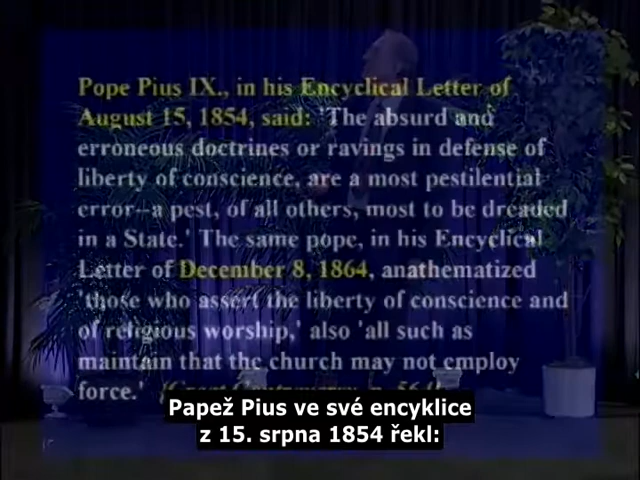 Pope Pius IX., in his Encyclical Letter of
August 15, 1854, said: 'The absurd and
erroneous doctrines or ravings in defense of
liberty of conscience, are a most pestilential
error--a pest, of all others, most to be dreaded
in a State.' The same pope, in his Encyclical
Letter of December 8, 1864, anathematized
'those who assert the liberty of conscience and
of religious worship,' also 'all such as
maintain that the church may not employ
force.'
Papež Pius ve své encyklice
z 15. srpna 1854 řekl: